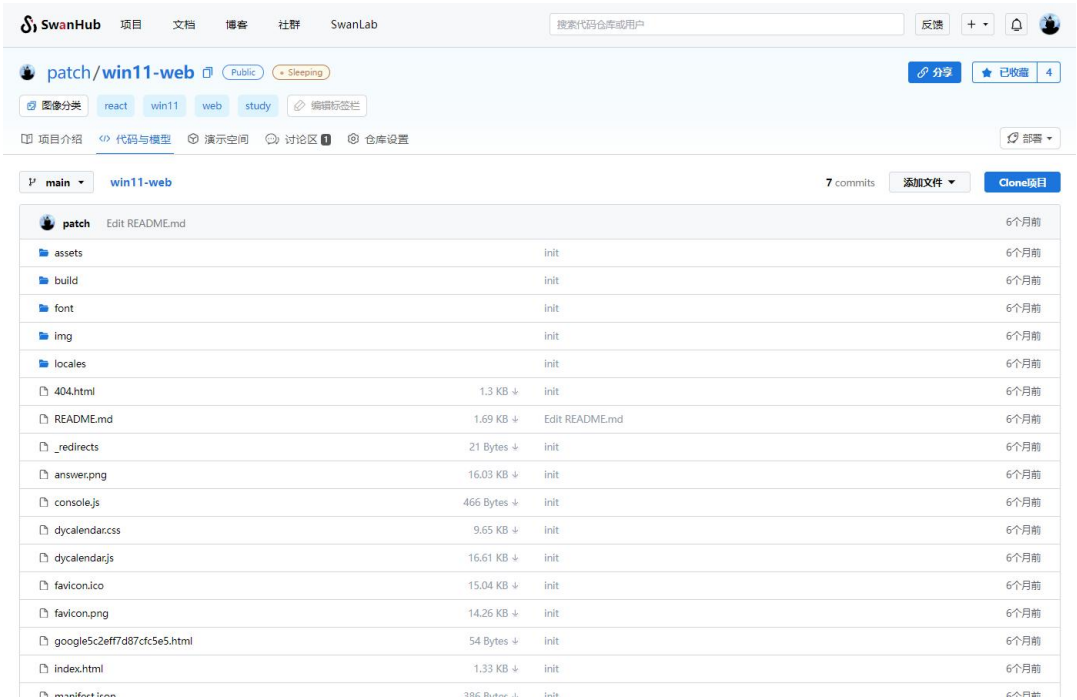 SwanHub 项目 文档 博客 社群 SwanLab 搜索代码仓库或用户 反馈 +
patch/win11-web Public Sleeping 分享 已收藏 4
图像分类 react win11 web study 编辑标签栏
项目介绍 代码与模型 演示空间 讨论区 1 仓库设置 部署
main win11-web 7 commits 添加文件 Clone项目
patch Edit README.md 6个月前
assets init 6个月前
build init 6个月前
font init 6个月前
img init 6个月前
locales init 6个月前
404.html 1.3 KB ↓ init 6个月前
README.md 1.69 KB ↓ Edit README.md 6个月前
_redirects 21 Bytes ↓ init 6个月前
answer.png 16.03 KB ↓ init 6个月前
console.js 466 Bytes ↓ init 6个月前
dycalendar.css 9.65 KB ↓ init 6个月前
dycalendar.js 16.61 KB ↓ init 6个月前
favicon.ico 15.04 KB ↓ init 6个月前
favicon.png 14.26 KB ↓ init 6个月前
google5c2eff7d87cfc5e5.html 54 Bytes ↓ init 6个月前
index.html 1.33 KB ↓ init 6个月前
manifest.json 386 Bytes ↓ init 6个月前